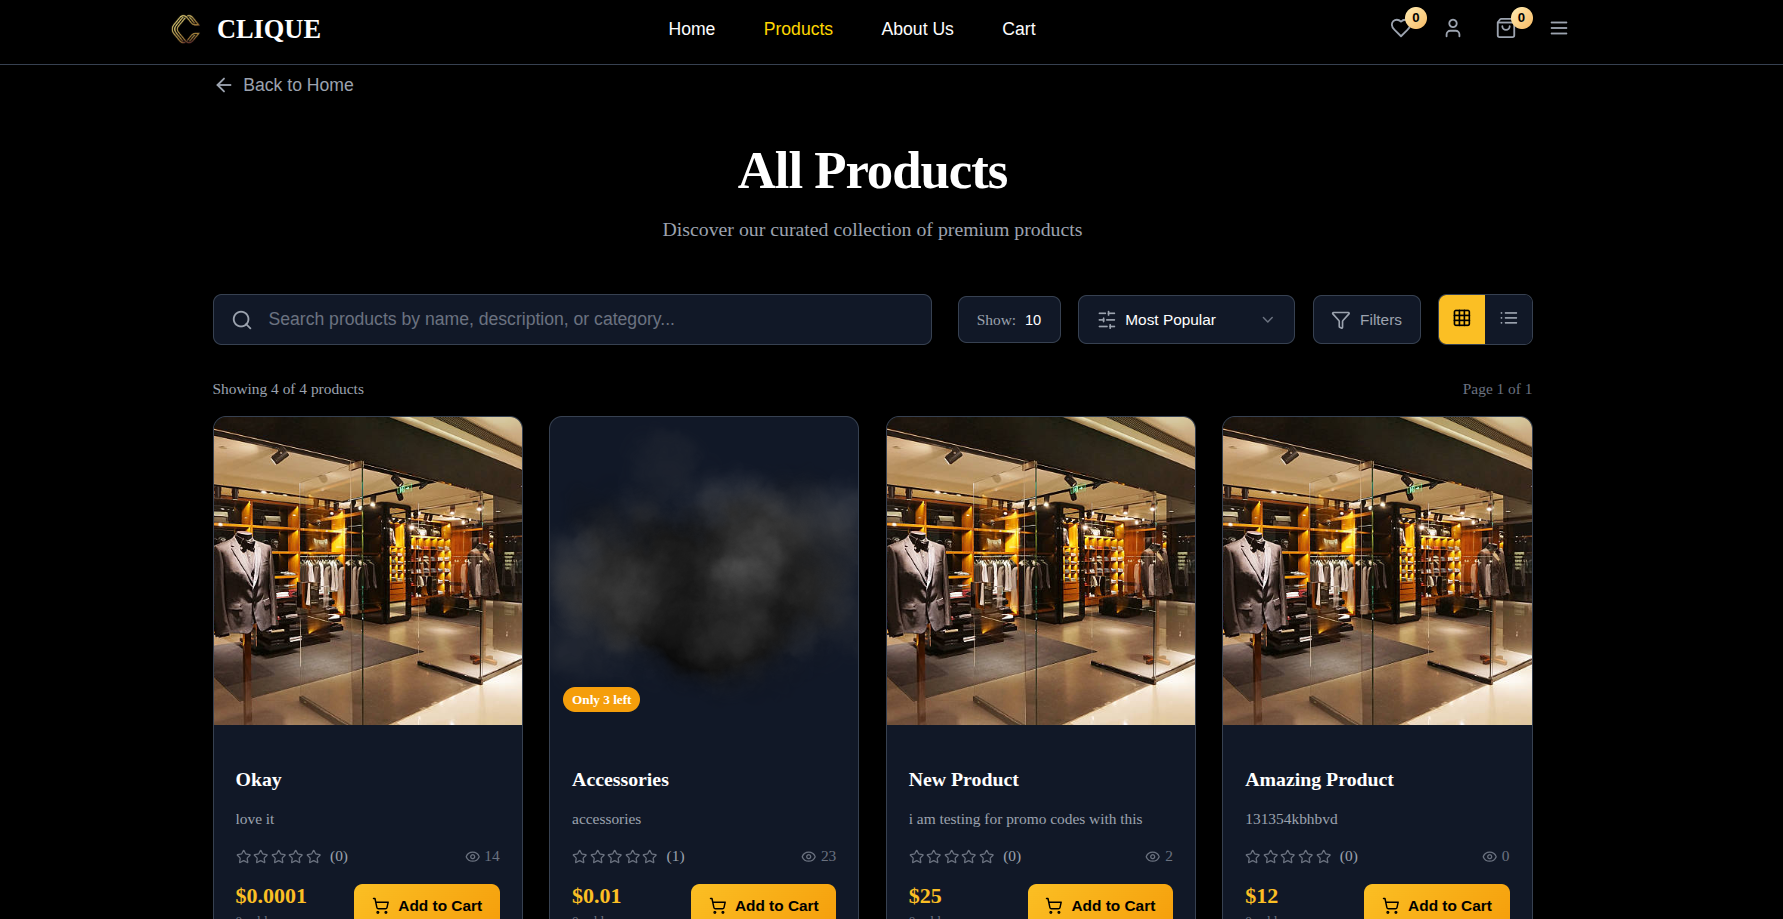 CLIQUE
Home Products About Us Cart
0 0
Back to Home
All Products
Discover our curated collection of premium products
Search products by name, description, or category...
Show: 10
Most Popular
Filters
Showing 4 of 4 products
Page 1 of 1
Only 3 left
Okay
love it
(0) 14
$0.0001
Add to Cart
Accessories
accessories
(1) 23
$0.01
Add to Cart
New Product
i am testing for promo codes with this
(0) 2
$25
Add to Cart
Amazing Product
131354kbhbvd
(0) 0
$12
Add to Cart